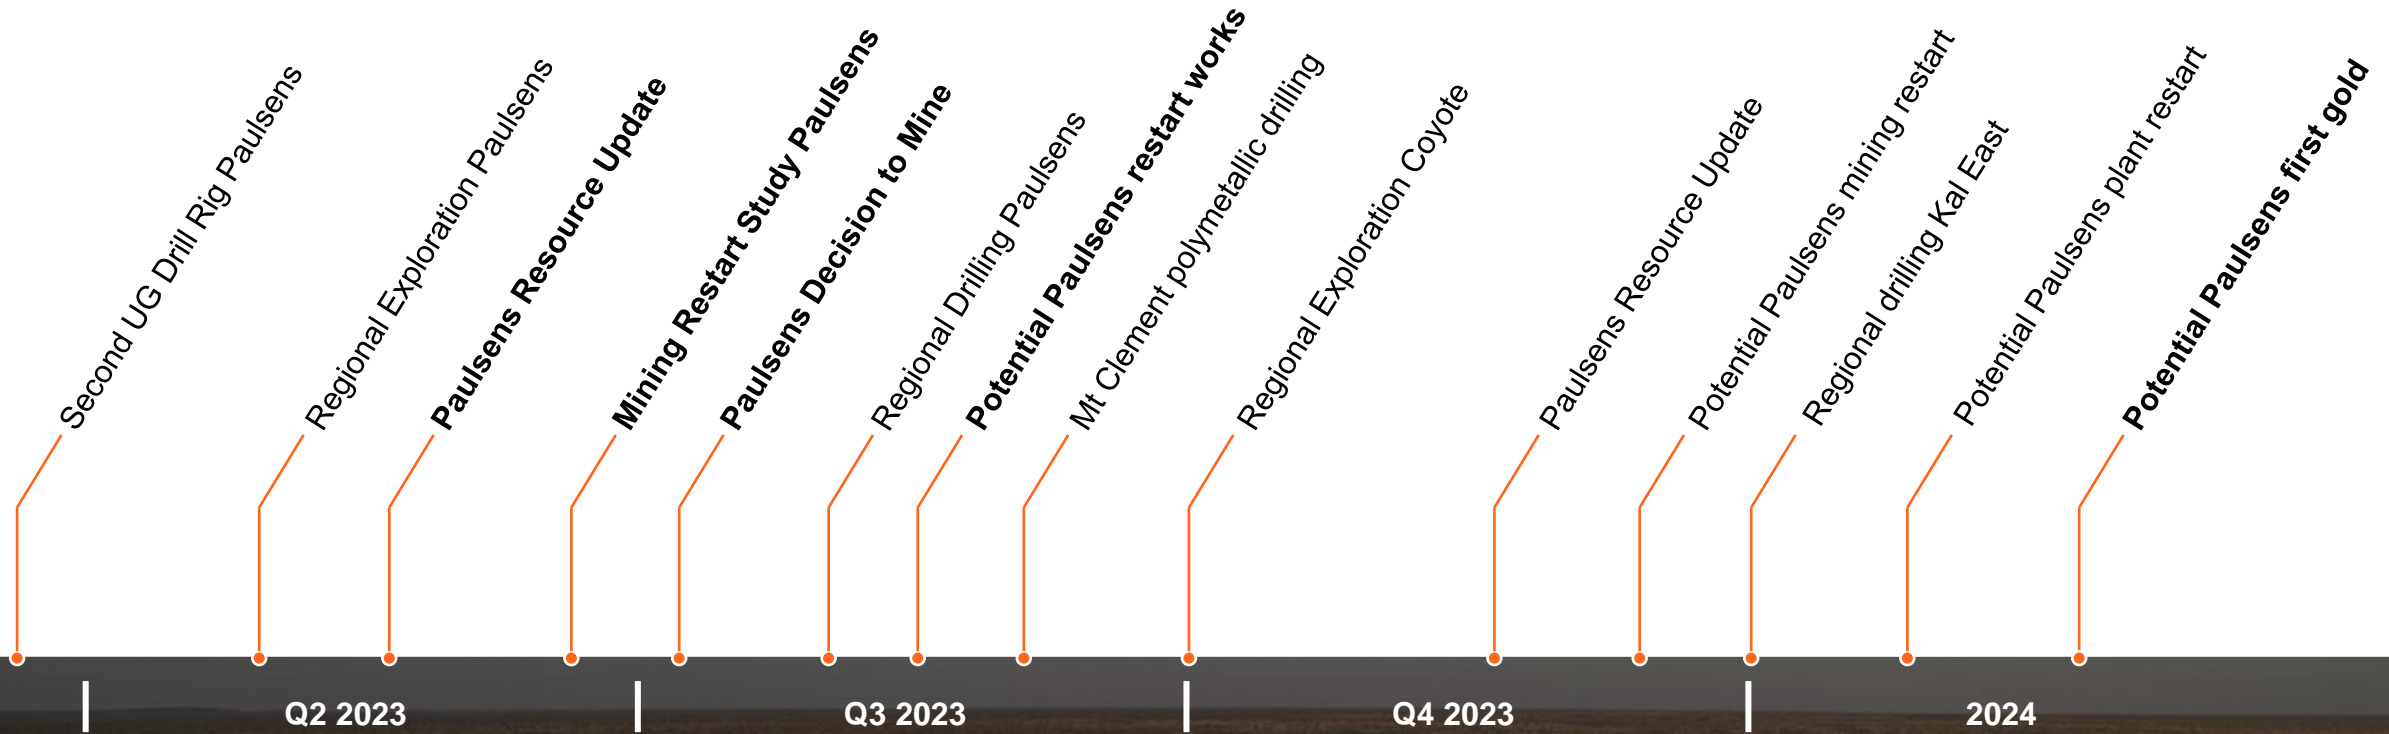 Second UG Drill Rig Paulsens
Regional Exploration Paulsens
Paulsens Resource Update
Mining Restart Study Paulsens
Paulsens Decision to Mine
Regional Drilling Paulsens
Potential Paulsens restart works
Mt Clement polymetallic drilling
Regional Exploration Coyote
Paulsens Resource Update
Potential Paulsens mining restart
Regional drilling Kal East
Potential Paulsens plant restart
Potential Paulsens first gold
Q2 2023
Q3 2023
Q4 2023
2024